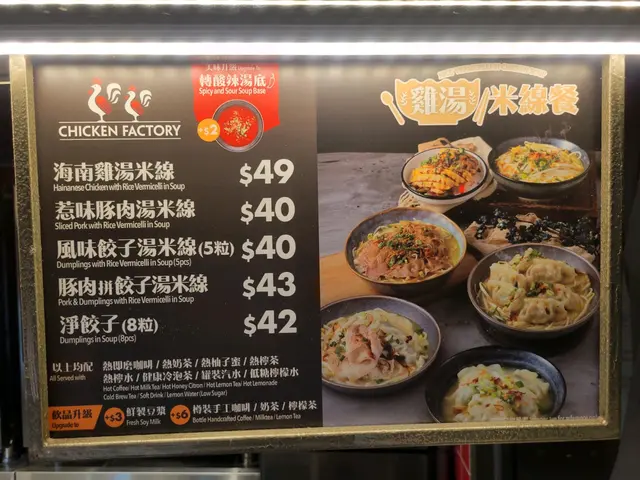 轉酸辣湯底
Spicy and Sour Soup Base
+$2
CHICKEN FACTORY
雞湯米線餐
海南雞湯米線 $49
Hainanese Chicken with Rice Vermicelli in Soup
惹味豚肉湯米線 $40
Sliced Pork with Rice Vermicelli in Soup
風味餃子湯米線(5粒) $40
Dumplings with Rice Vermicelli in Soup (5pcs)
豚肉拼餃子湯米線 $43
Pork & Dumplings with Rice Vermicelli in Soup
淨餃子(8粒) $42
Dumplings in Soup (8pcs)
以上均配 熱即磨咖啡 / 熱奶茶 / 熱柚子蜜 / 熱檸茶
All Served with 熱檸水 / 健康冷泡茶 / 罐裝汽水 / 低糖檸檬水
Hot Coffee / Hot Milk Tea / Hot Honey Citron / Hot Lemon Tea / Hot Lemonade
Cold Brew Tea / Soft Drink / Lemon Water (Low Sugar)
飲品升級 +$3 鮮製豆漿 +$6 樽裝手工咖啡 / 奶茶 / 檸檬茶
Upgrade to Fresh Soy Milk Bottle Handcrafted Coffee / Milktea / Lemon Tea